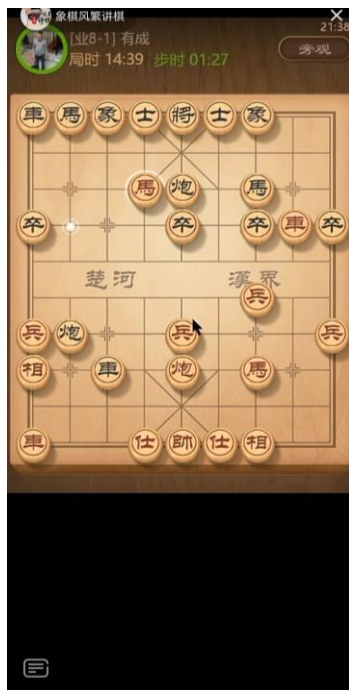 象棋风繁讲棋
21:38
[业8-1] 有成
局时 14:39 步时 01:27
旁观
車 馬 象 士 將 士 象
馬 炮 馬
卒 卒 卒 車 卒
楚河 漢界
兵
兵 炮 兵 兵
相 車 炮 馬
車 仕 帥 仕 相